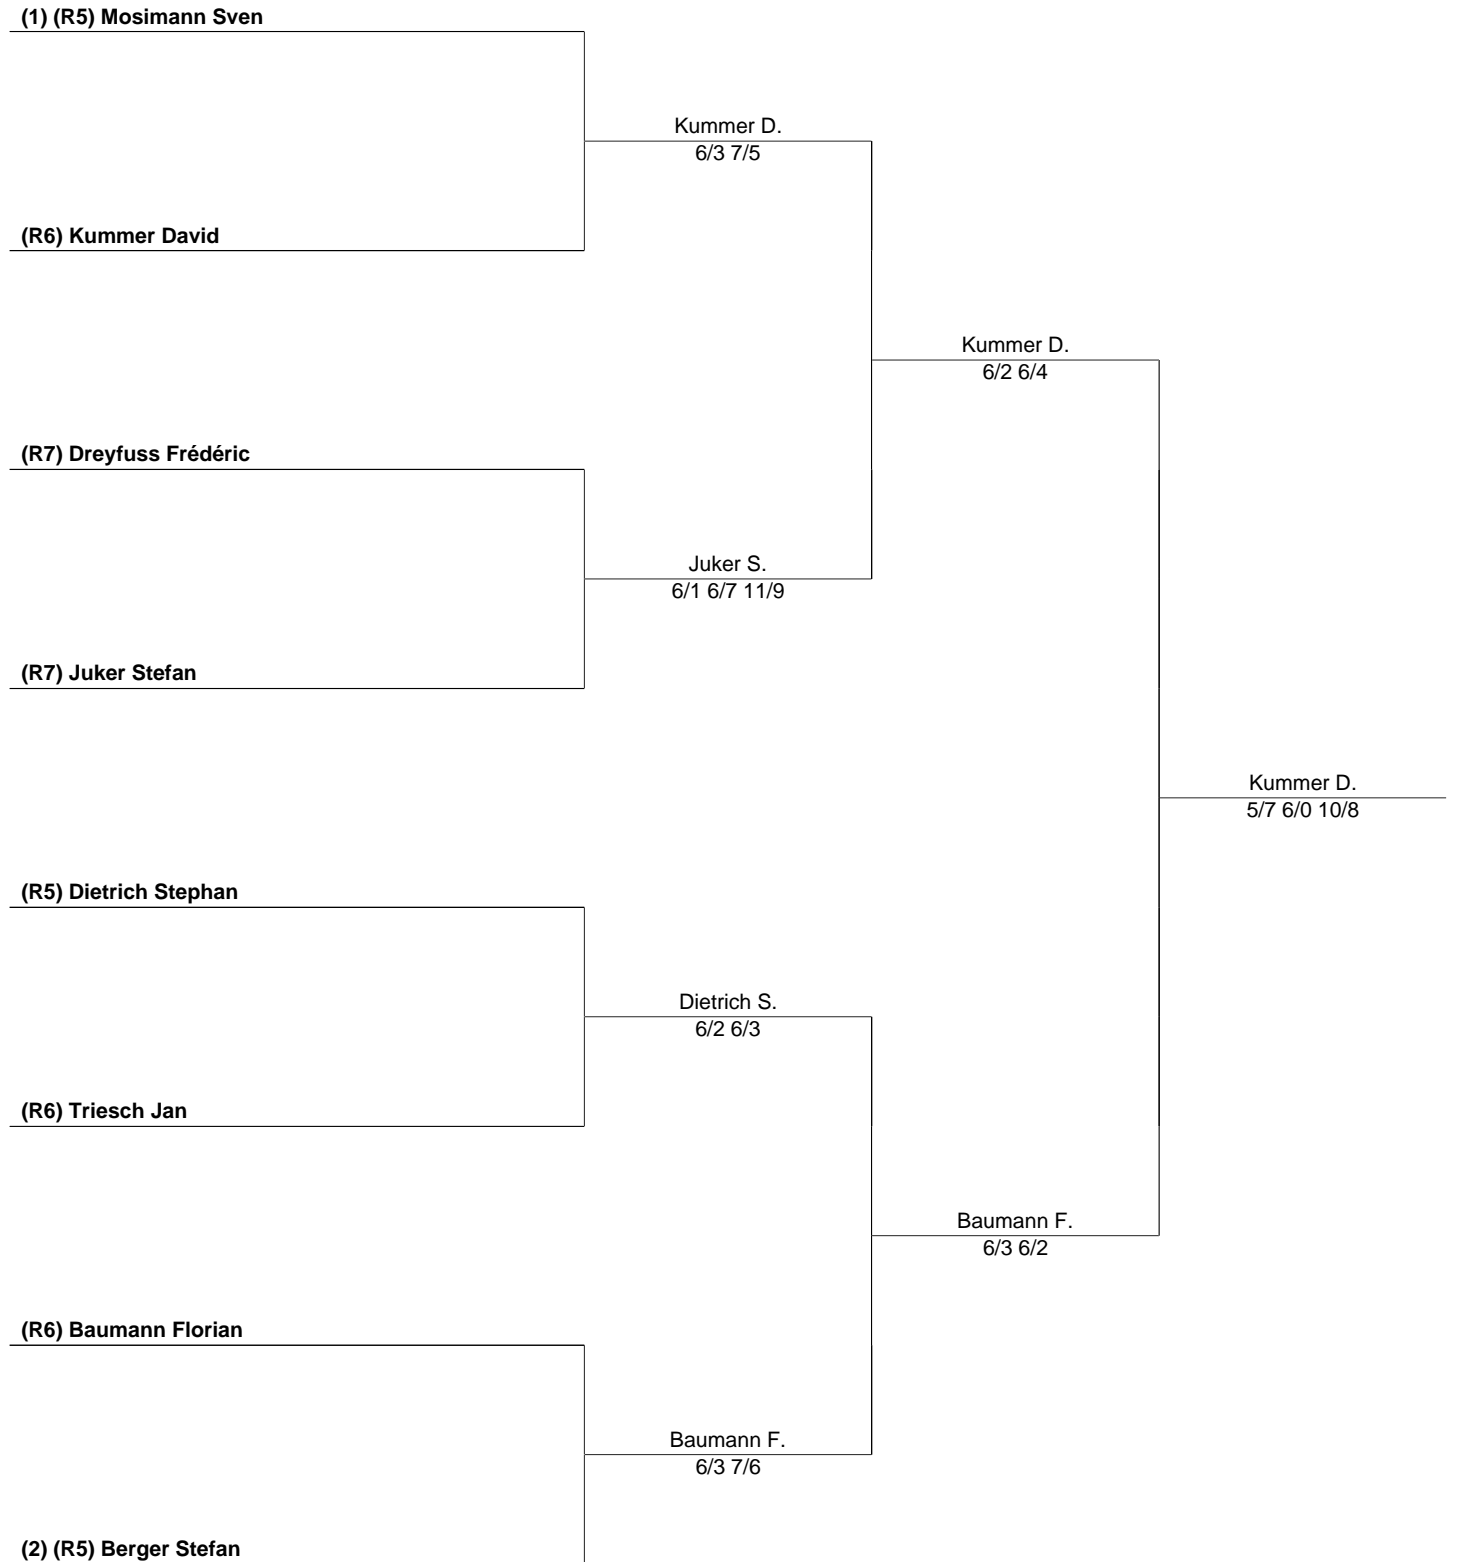 (1) (R5) Mosimann Sven
Kummer D.
6/3 7/5
(R6) Kummer David
Kummer D.
6/2 6/4
(R7) Dreyfuss Frédéric
Juker S.
6/1 6/7 11/9
(R7) Juker Stefan
Kummer D.
5/7 6/0 10/8
(R5) Dietrich Stephan
Dietrich S.
6/2 6/3
(R6) Triesch Jan
Baumann F.
6/3 6/2
(R6) Baumann Florian
Baumann F.
6/3 7/6
(2) (R5) Berger Stefan